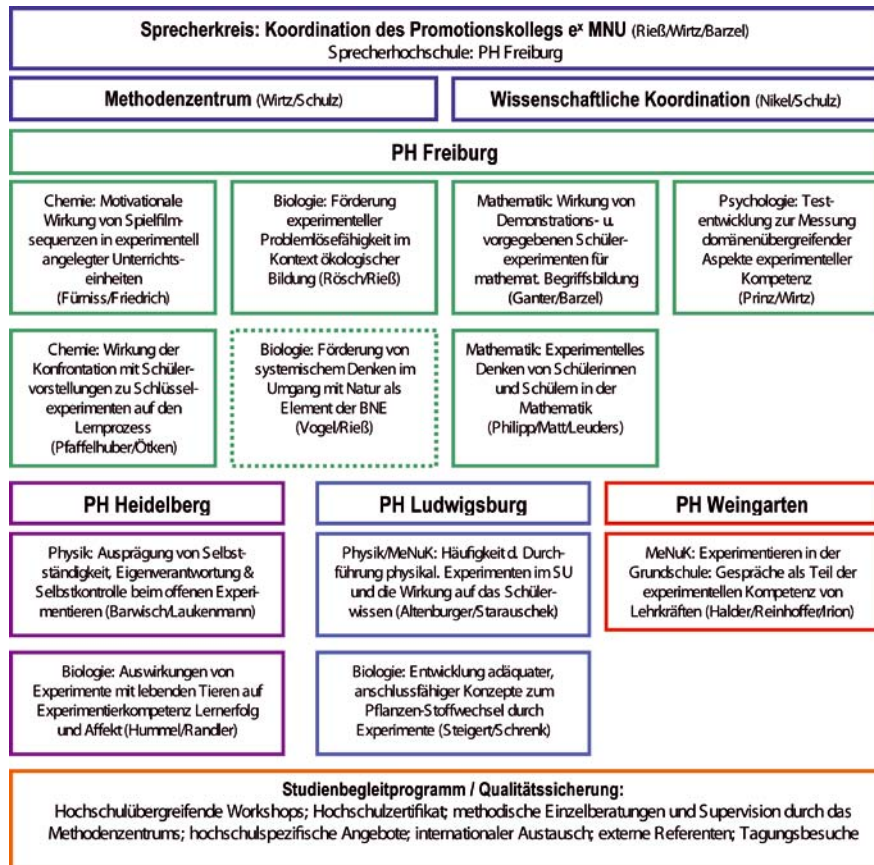 Sprecherkreis: Koordination des Promotionskollegs eˣ MNU (Rieß/Wirtz/Barzel)
Sprecherhochschule: PH Freiburg
Methodenzentrum (Wirtz/Schulz)
Wissenschaftliche Koordination (Nikel/Schulz)
PH Freiburg
Chemie: Motivationale
Wirkung von Spielfilm-
sequenzen in experimentell
angelegter Unterrichts-
einheiten
(Fürniss/Friedrich)
Biologie: Förderung
experimenteller
Problemlösefähigkeit im
Kontext ökologischer
Bildung (Rösch/Rieß)
Mathematik: Wirkung von
Demonstrations- u.
vorgegebenen Schüler-
experimenten für
mathemat. Begriffsbildung
(Ganter/Barzel)
Psychologie: Test-
entwicklung zur Messung
domänenübergreifender
Aspekte experimenteller
Kompetenz
(Prinz/Wirtz)
Chemie: Wirkung der
Konfrontation mit Schüler-
vorstellungen zu Schlüssel-
experimenten auf den
Lernprozess
(Pfaffelhuber/Ötken)
Biologie: Förderung von
systemischem Denken im
Umgang mit Natur als
Element der BNE
(Vogel/Rieß)
Mathematik: Experimentelles
Denken von Schülerinnen
und Schülern in der
Mathematik
(Philipp/Matt/Leuders)
PH Heidelberg
PH Ludwigsburg
PH Weingarten
Physik: Ausprägung von Selbst-
ständigkeit, Eigenverantwortung &
Selbstkontrolle beim offenen Experi-
mentieren (Barwisch/Laukenmann)
Physik/MeNuK: Häufigkeit d. Durch-
führung physikal. Experimenten im SU
und die Wirkung auf das Schüler-
wissen (Altenburger/Starauschek)
MeNuK: Experimentieren in der
Grundschule: Gespräche als Teil der
experimentellen Kompetenz von
Lehrkräften (Halder/Reinhoffer/Irion)
Biologie: Auswirkungen von
Experimente mit lebenden Tieren auf
Experimentierkompetenz Lernerfolg
und Affekt (Hummel/Randler)
Biologie: Entwicklung adäquater,
anschlussfähiger Konzepte zum
Pflanzen-Stoffwechsel durch
Experimente (Steigert/Schrenk)
Studienbegleitprogramm / Qualitätssicherung:
Hochschulübergreifende Workshops; Hochschulzertifikat; methodische Einzelberatungen und Supervision durch das
Methodenzentrums; hochschulspezifische Angebote; internationaler Austausch; externe Referenten; Tagungsbesuche